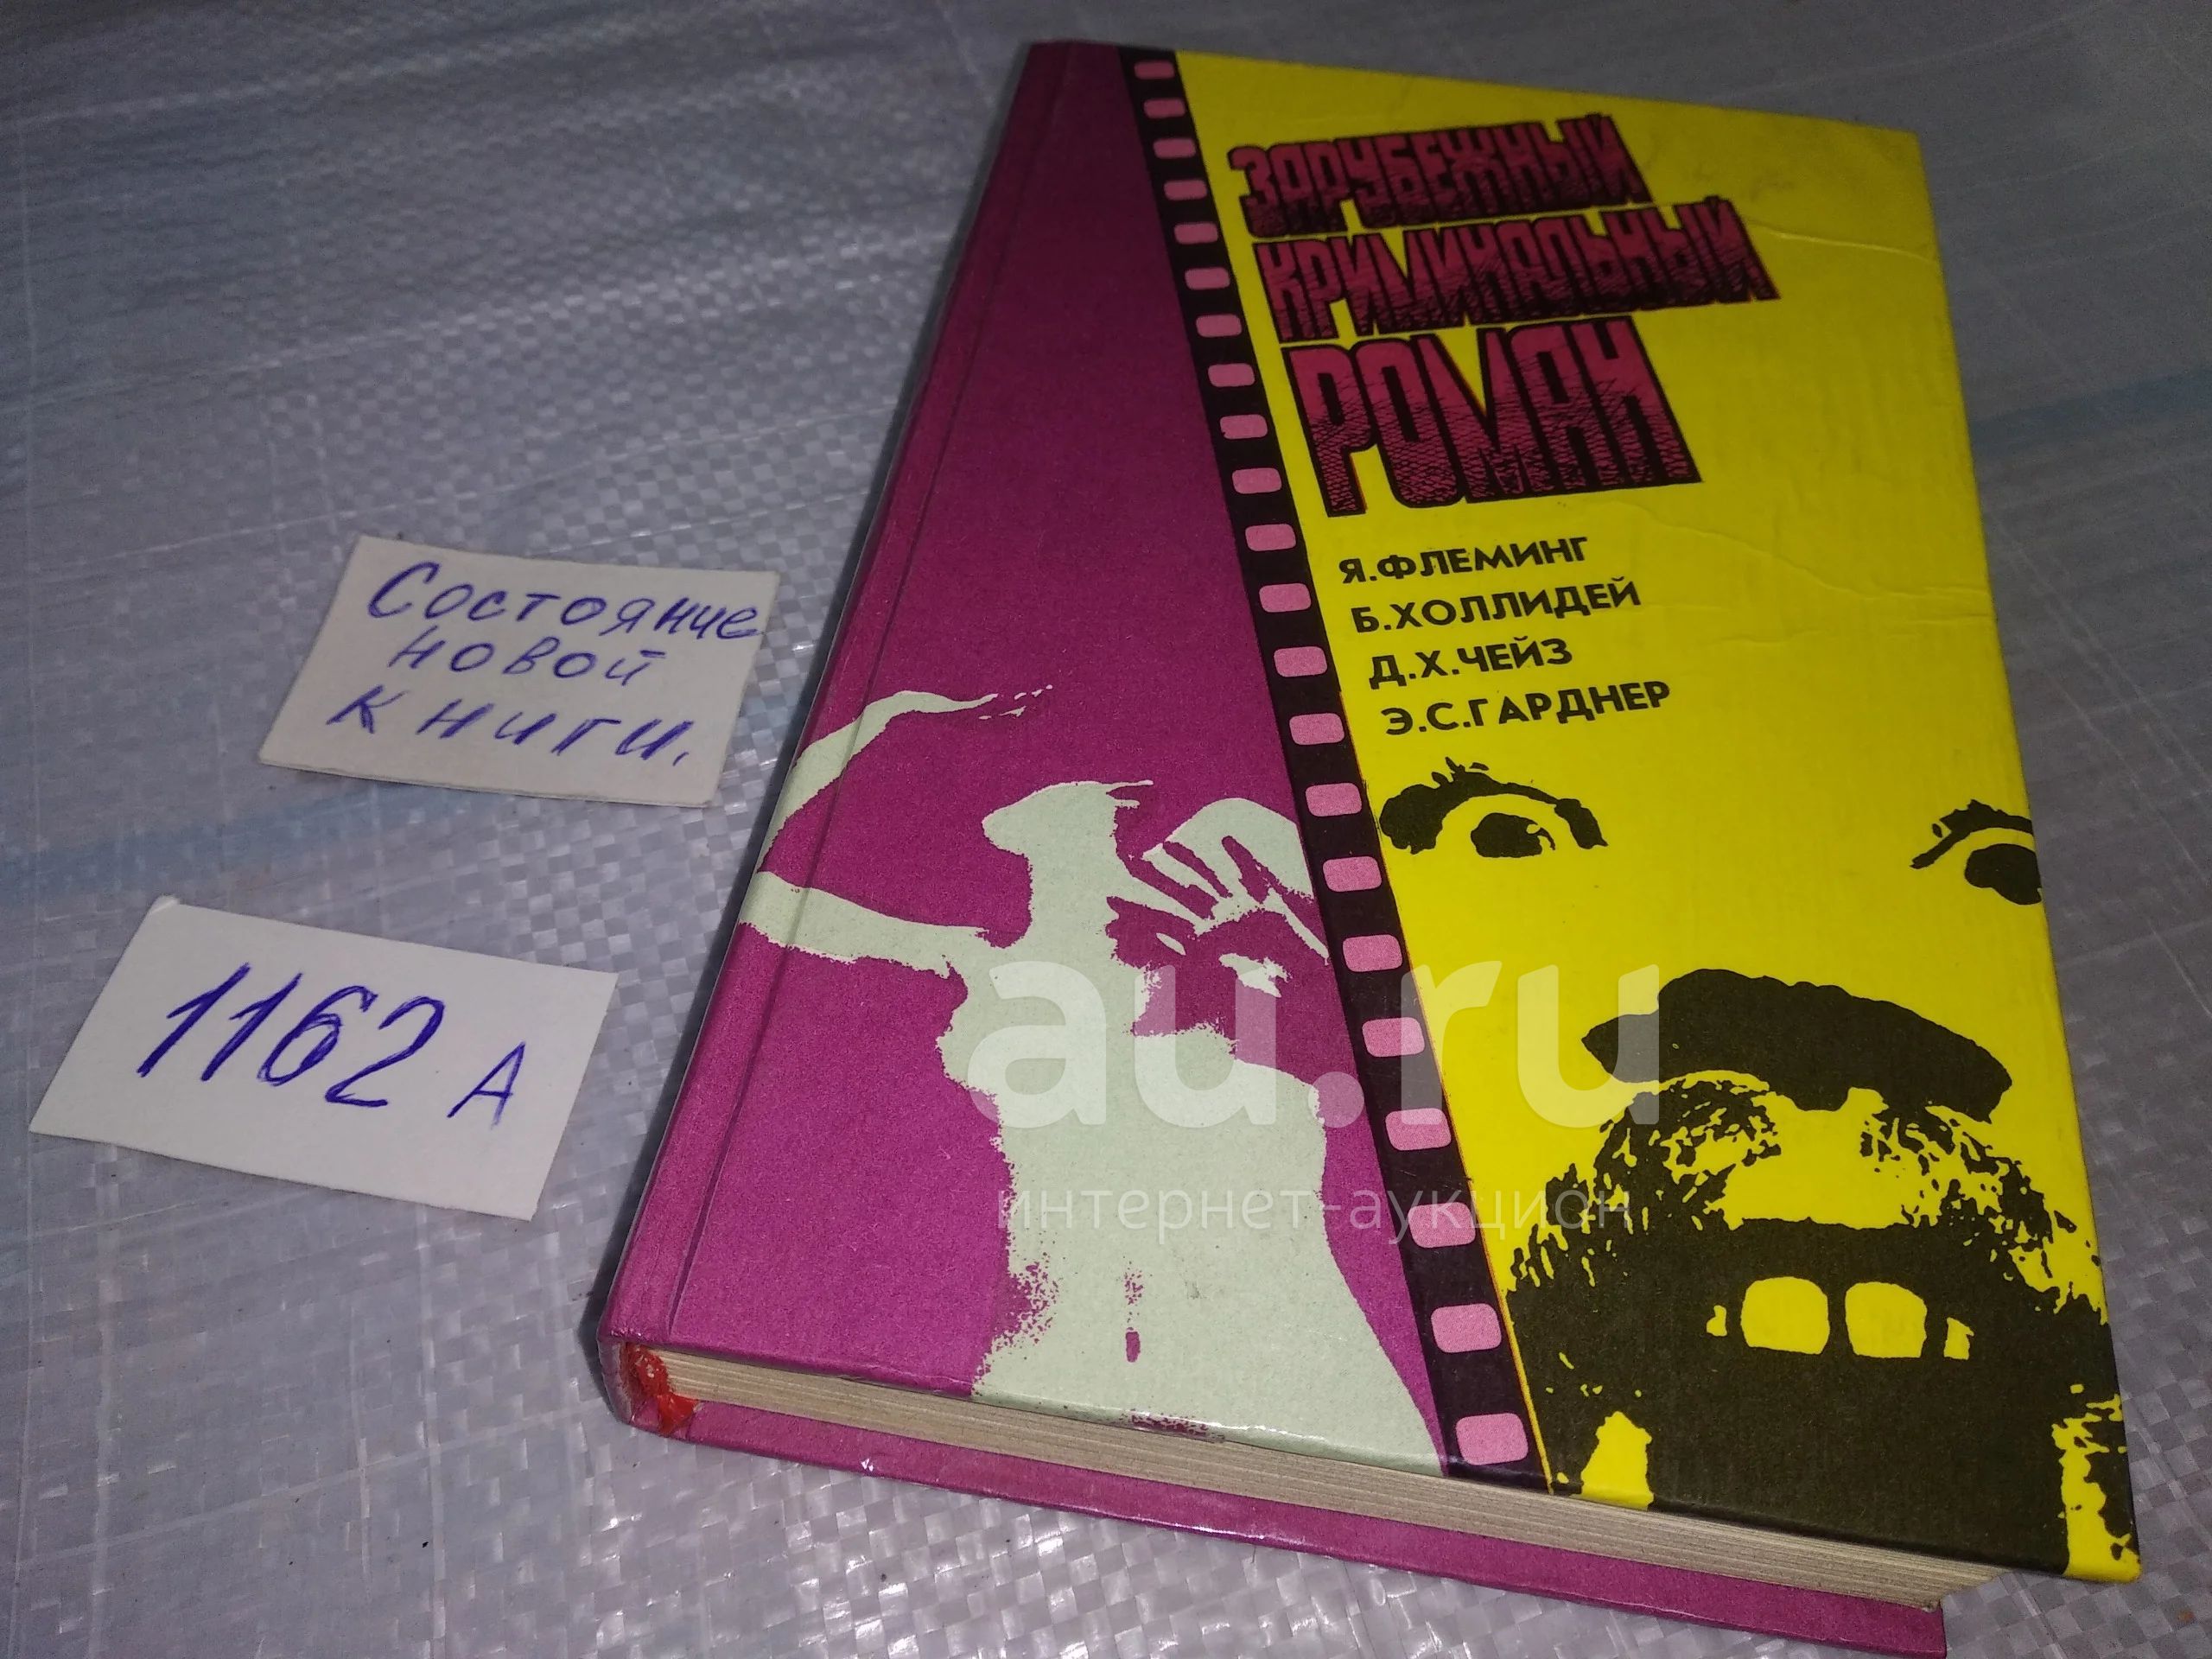 ЗАРУБЕЖНЫЙ
КРИМИНАЛЬНЫЙ
РОМАН
Я.ФЛЕМИНГ
Б.ХОЛЛИДЕЙ
Д.Х.ЧЕЙЗ
Э.С.ГАРДНЕР
Состояние
новой
книги.
1162 А
au.ru
интернет-аукцион